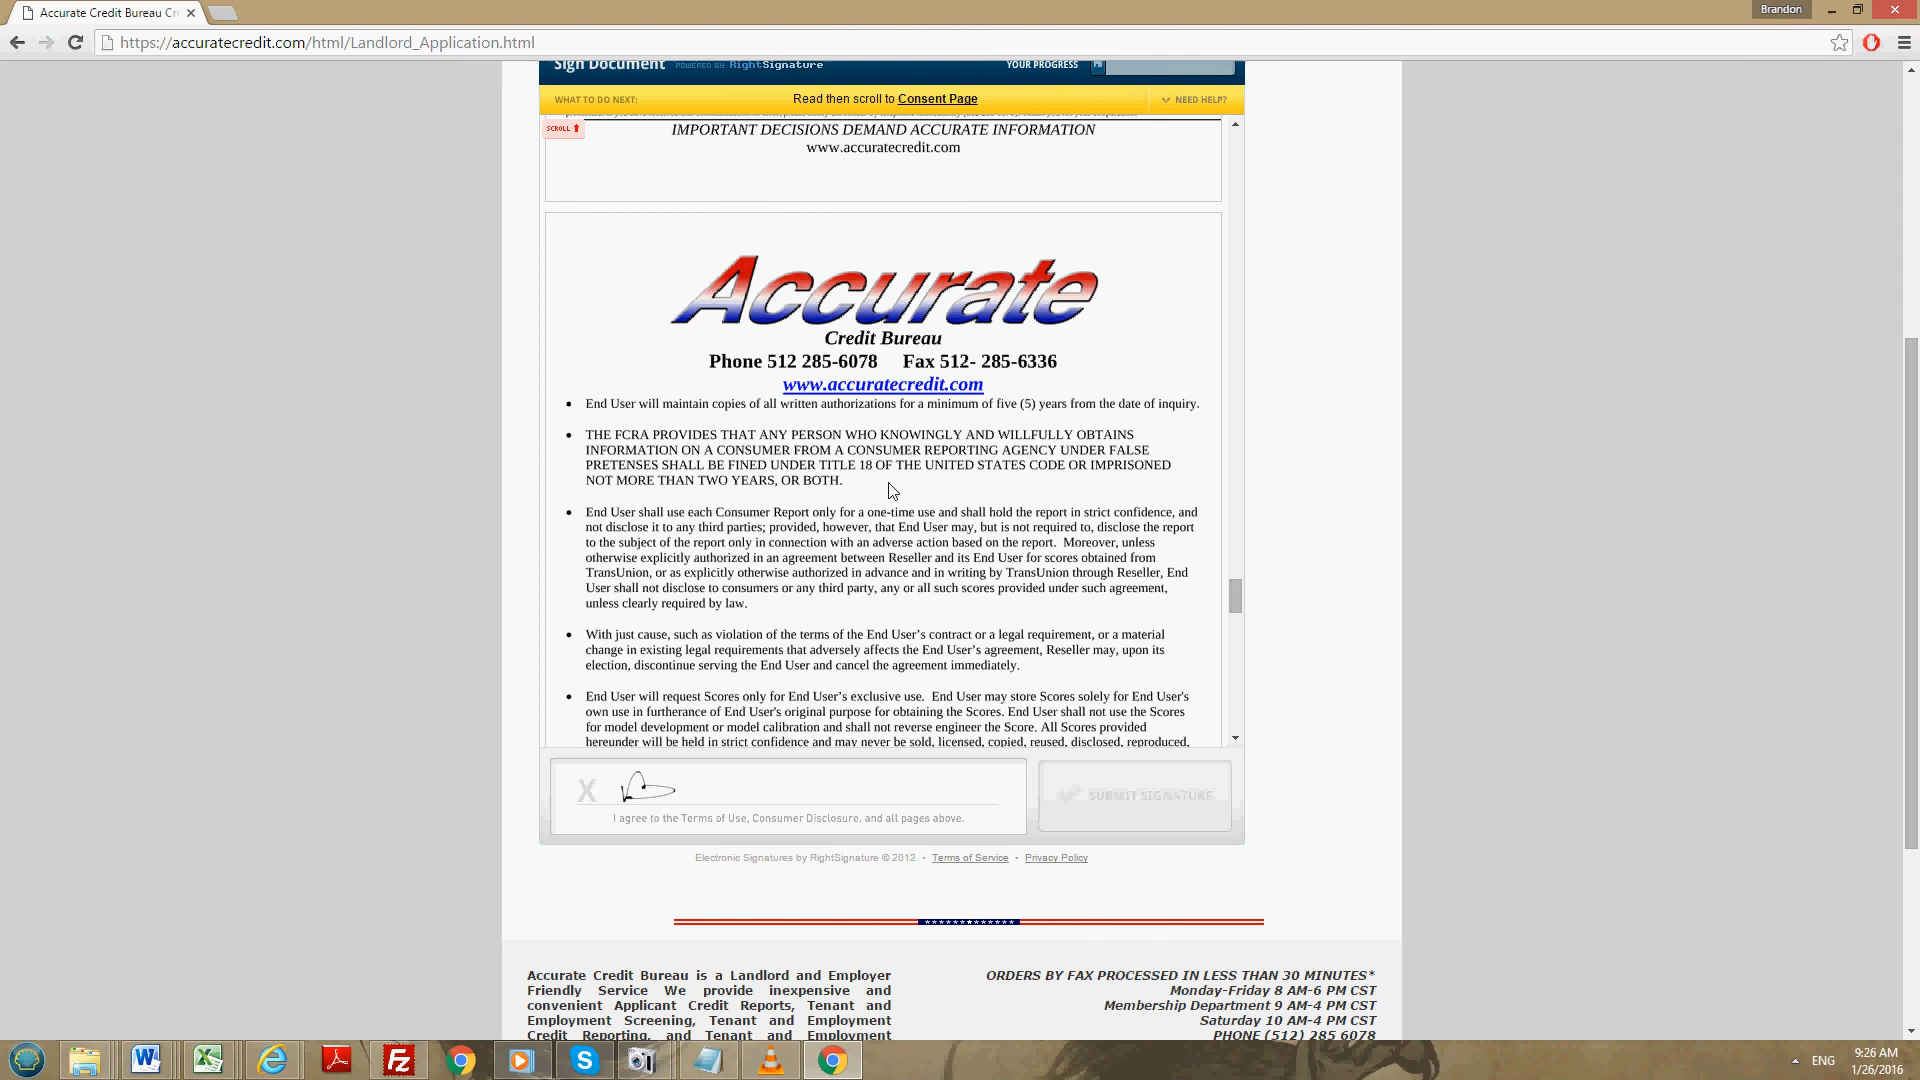 Accurate Credit Bureau Cr
Brandon
https://accuratecredit.com/html/Landlord_Application.html
Sign Document POWERED BY RightSignature YOUR PROGRESS
WHAT TO DO NEXT: Read then scroll to Consent Page NEED HELP?
SCROLL
IMPORTANT DECISIONS DEMAND ACCURATE INFORMATION
www.accuratecredit.com
Accurate
Credit Bureau
Phone 512 285-6078 Fax 512- 285-6336
www.accuratecredit.com
• End User will maintain copies of all written authorizations for a minimum of five (5) years from the date of inquiry.
• THE FCRA PROVIDES THAT ANY PERSON WHO KNOWINGLY AND WILLFULLY OBTAINS
INFORMATION ON A CONSUMER FROM A CONSUMER REPORTING AGENCY UNDER FALSE
PRETENSES SHALL BE FINED UNDER TITLE 18 OF THE UNITED STATES CODE OR IMPRISONED
NOT MORE THAN TWO YEARS, OR BOTH.
• End User shall use each Consumer Report only for a one-time use and shall hold the report in strict confidence, and
not disclose it to any third parties; provided, however, that End User may, but is not required to, disclose the report
to the subject of the report only in connection with an adverse action based on the report. Moreover, unless
otherwise explicitly authorized in an agreement between Reseller and its End User for scores obtained from
TransUnion, or as explicitly otherwise authorized in advance and in writing by TransUnion through Reseller, End
User shall not disclose to consumers or any third party, any or all such scores provided under such agreement,
unless clearly required by law.
• With just cause, such as violation of the terms of the End User's contract or a legal requirement, or a material
change in existing legal requirements that adversely affects the End User's agreement, Reseller may, upon its
election, discontinue serving the End User and cancel the agreement immediately.
• End User will request Scores only for End User's exclusive use. End User may store Scores solely for End User's
own use in furtherance of End User's original purpose for obtaining the Scores. End User shall not use the Scores
for model development or model calibration and shall not reverse engineer the Score. All Scores provided
hereunder will be held in strict confidence and may never be sold, licensed, copied, reused, disclosed, reproduced,
X
SUBMIT SIGNATURE
I agree to the Terms of Use, Consumer Disclosure, and all pages above.
Electronic Signatures by RightSignature © 2012 • Terms of Service • Privacy Policy
Accurate Credit Bureau is a Landlord and Employer
Friendly Service We provide inexpensive and
convenient Applicant Credit Reports, Tenant and
Employment Screening, Tenant and Employment
Credit Reporting, and Tenant and Employment
ORDERS BY FAX PROCESSED IN LESS THAN 30 MINUTES*
Monday-Friday 8 AM-6 PM CST
Membership Department 9 AM-4 PM CST
Saturday 10 AM-4 PM CST
PHONE (512) 285 6078
ENG
9:26 AM
1/26/2016